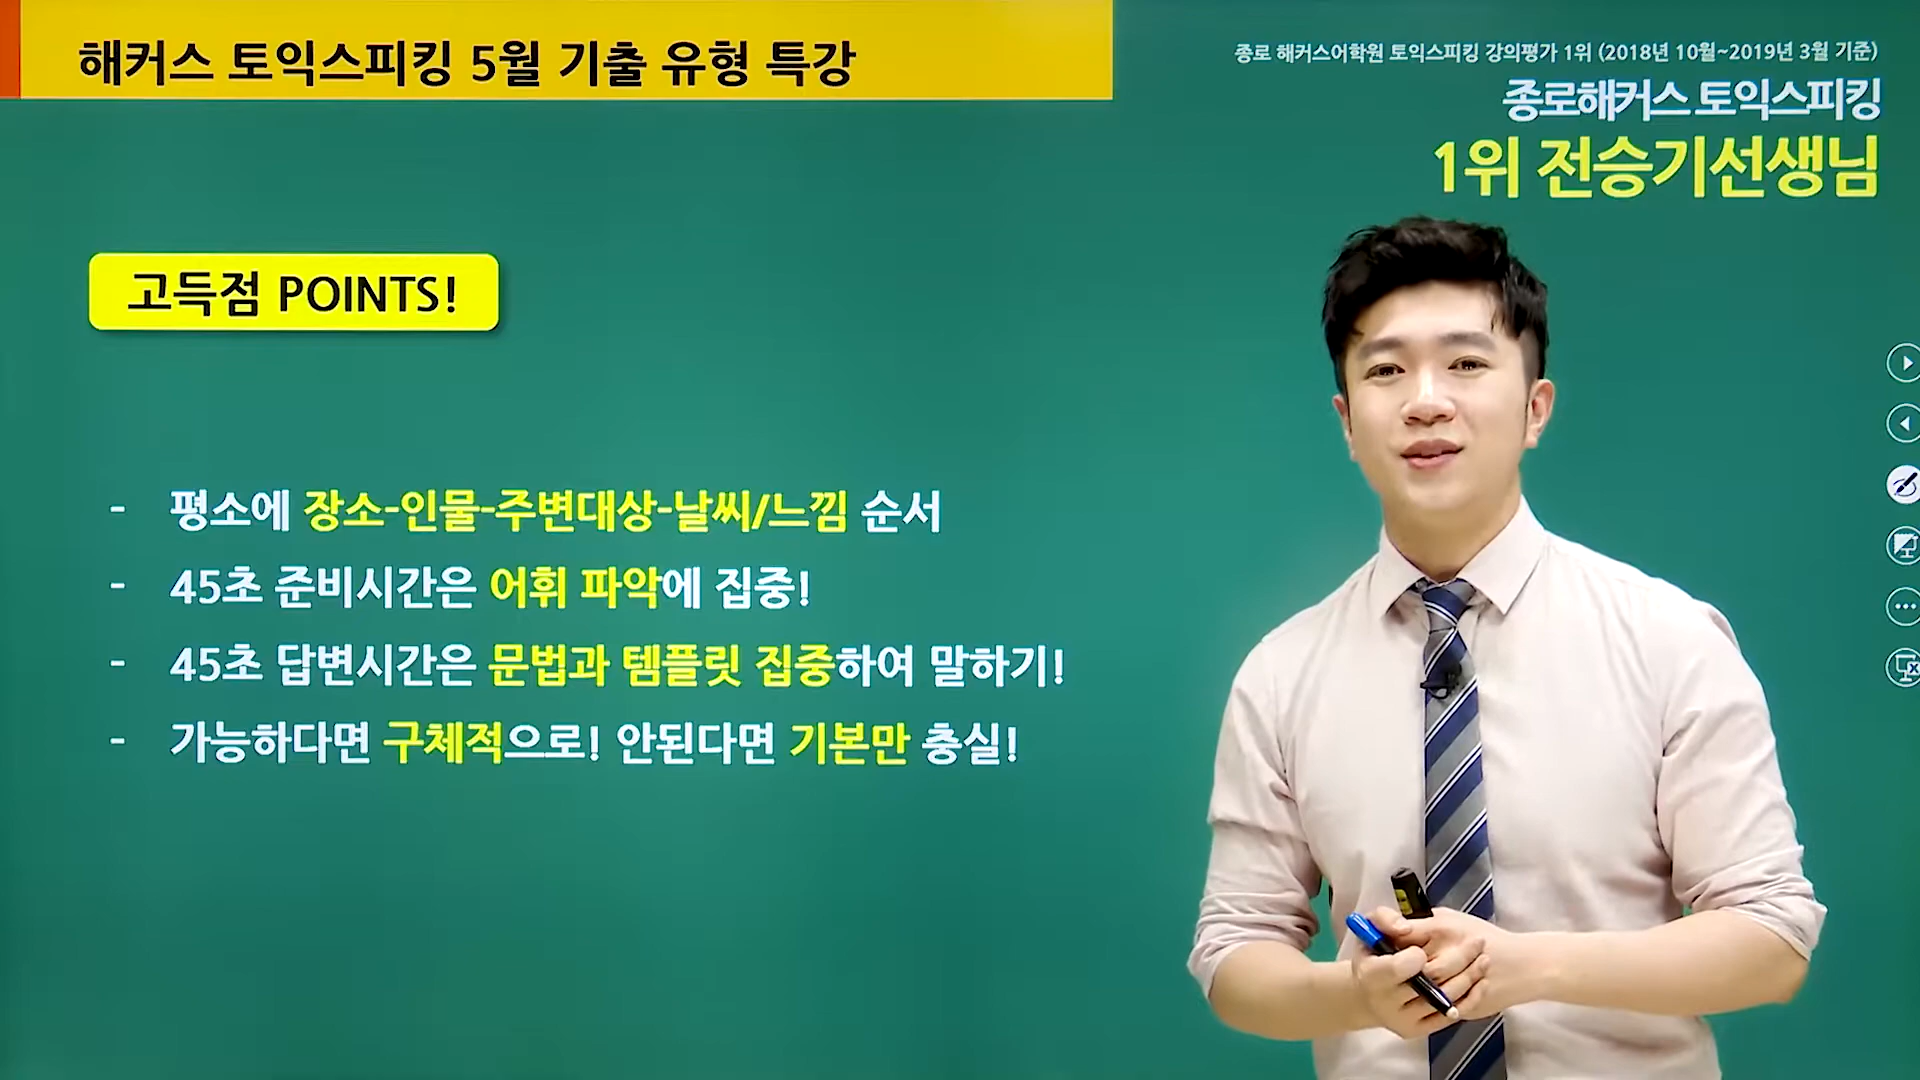 해커스 토익스피킹 5월 기출 유형 특강
종로 해커스어학원 토익스피킹 강의평가 1위 (2018년 10월~2019년 3월 기준)
종로해커스 토익스피킹
1위 전승기선생님
고득점 POINTS!
- 평소에 장소-인물-주변대상-날씨/느낌 순서
- 45초 준비시간은 어휘 파악에 집중!
- 45초 답변시간은 문법과 템플릿 집중하여 말하기!
- 가능하다면 구체적으로! 안된다면 기본만 충실!